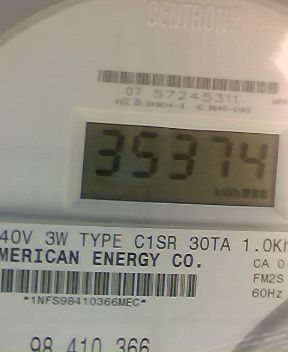 CENTRON
07 57245311
35374
kWh
40V 3W TYPE C1SR 30TA 1.0Kh
MERICAN ENERGY CO.
CA 0
FM2S
60Hz
*1NFS98410366MEC*
98 410 366